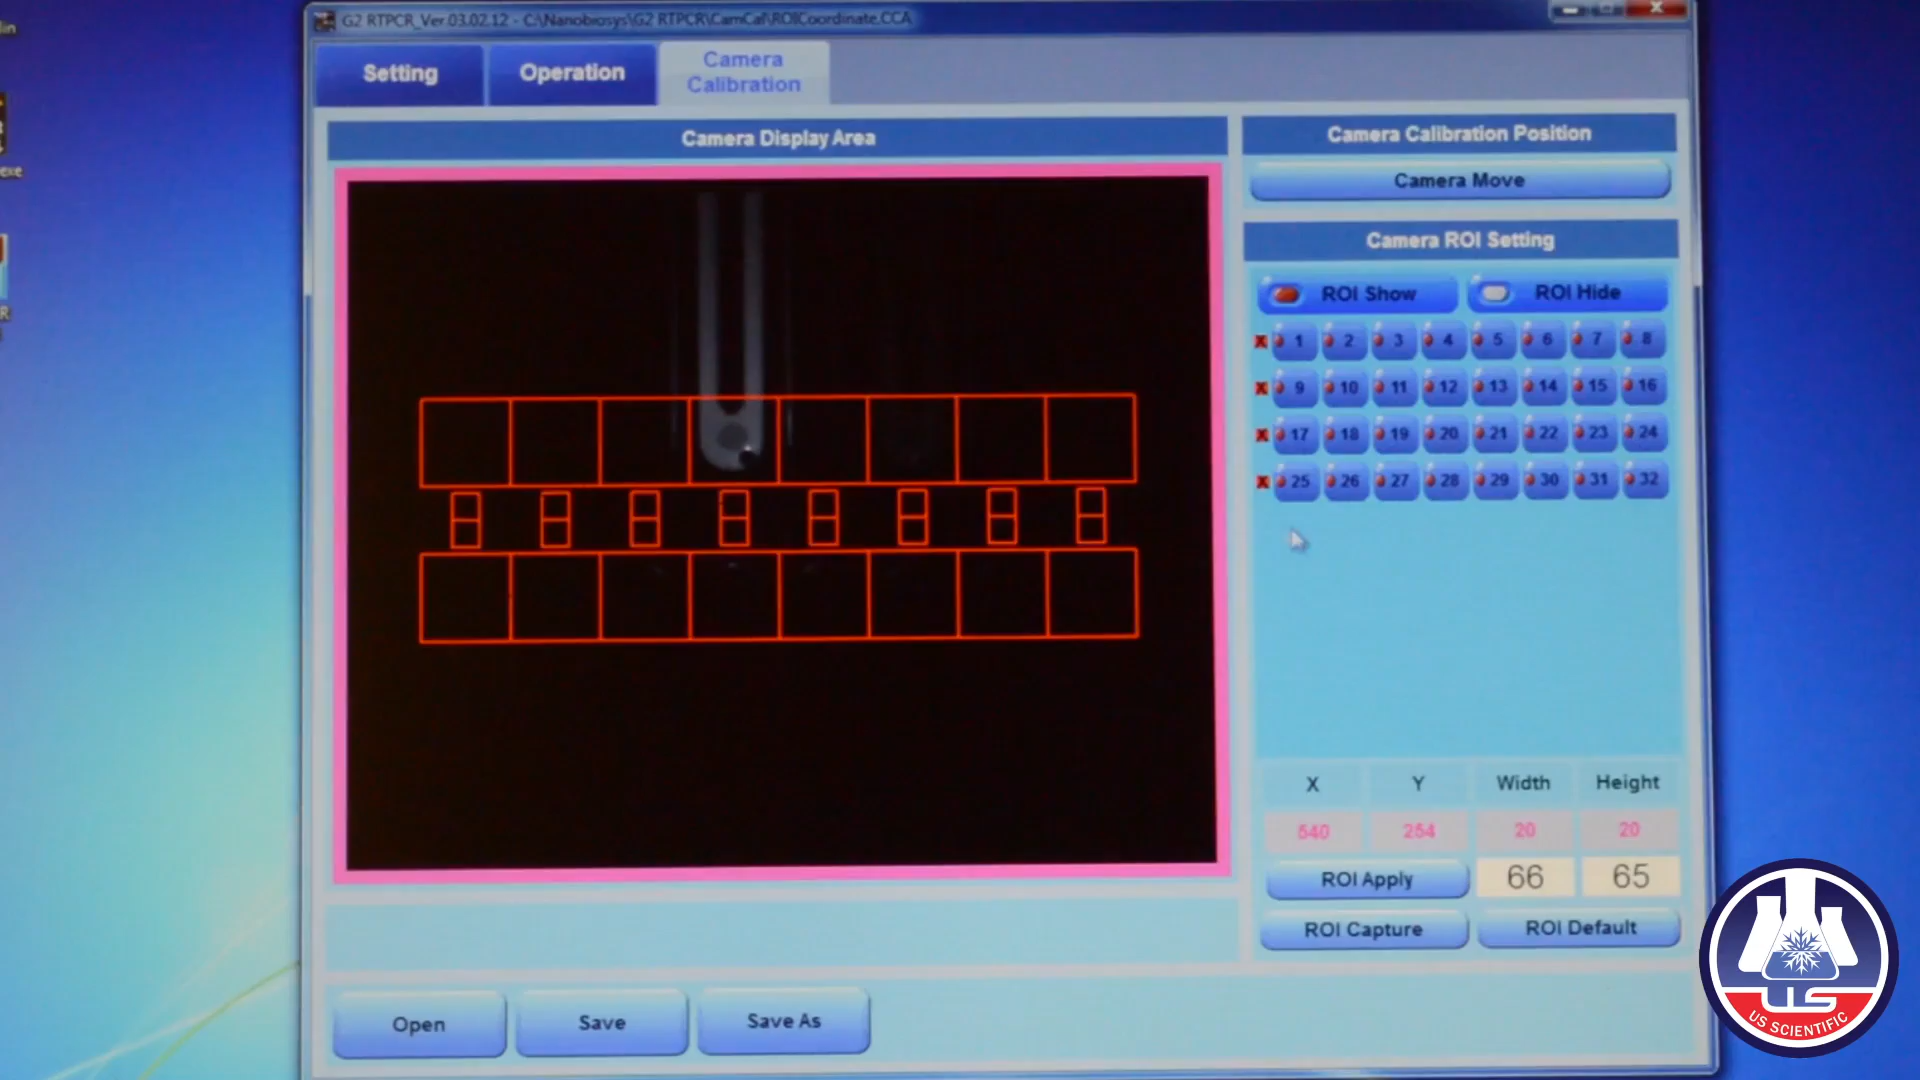 G2 RTPCR_Ver.03.02.12 - C:\Nanobiosys\G2 RTPCR\CamCal\ROICoordinate.CCA
Setting
Operation
Camera
Calibration
Camera Display Area
Camera Calibration Position
Camera Move
Camera ROI Setting
ROI Show
ROI Hide
X 1 2 3 4 5 6 7 8
X 9 10 11 12 13 14 15 16
X 17 18 19 20 21 22 23 24
X 25 26 27 28 29 30 31 32
X Y Width Height
540 254 20 20
ROI Apply 66 65
ROI Capture ROI Default
Open Save Save As
exe
US
US SCIENTIFIC